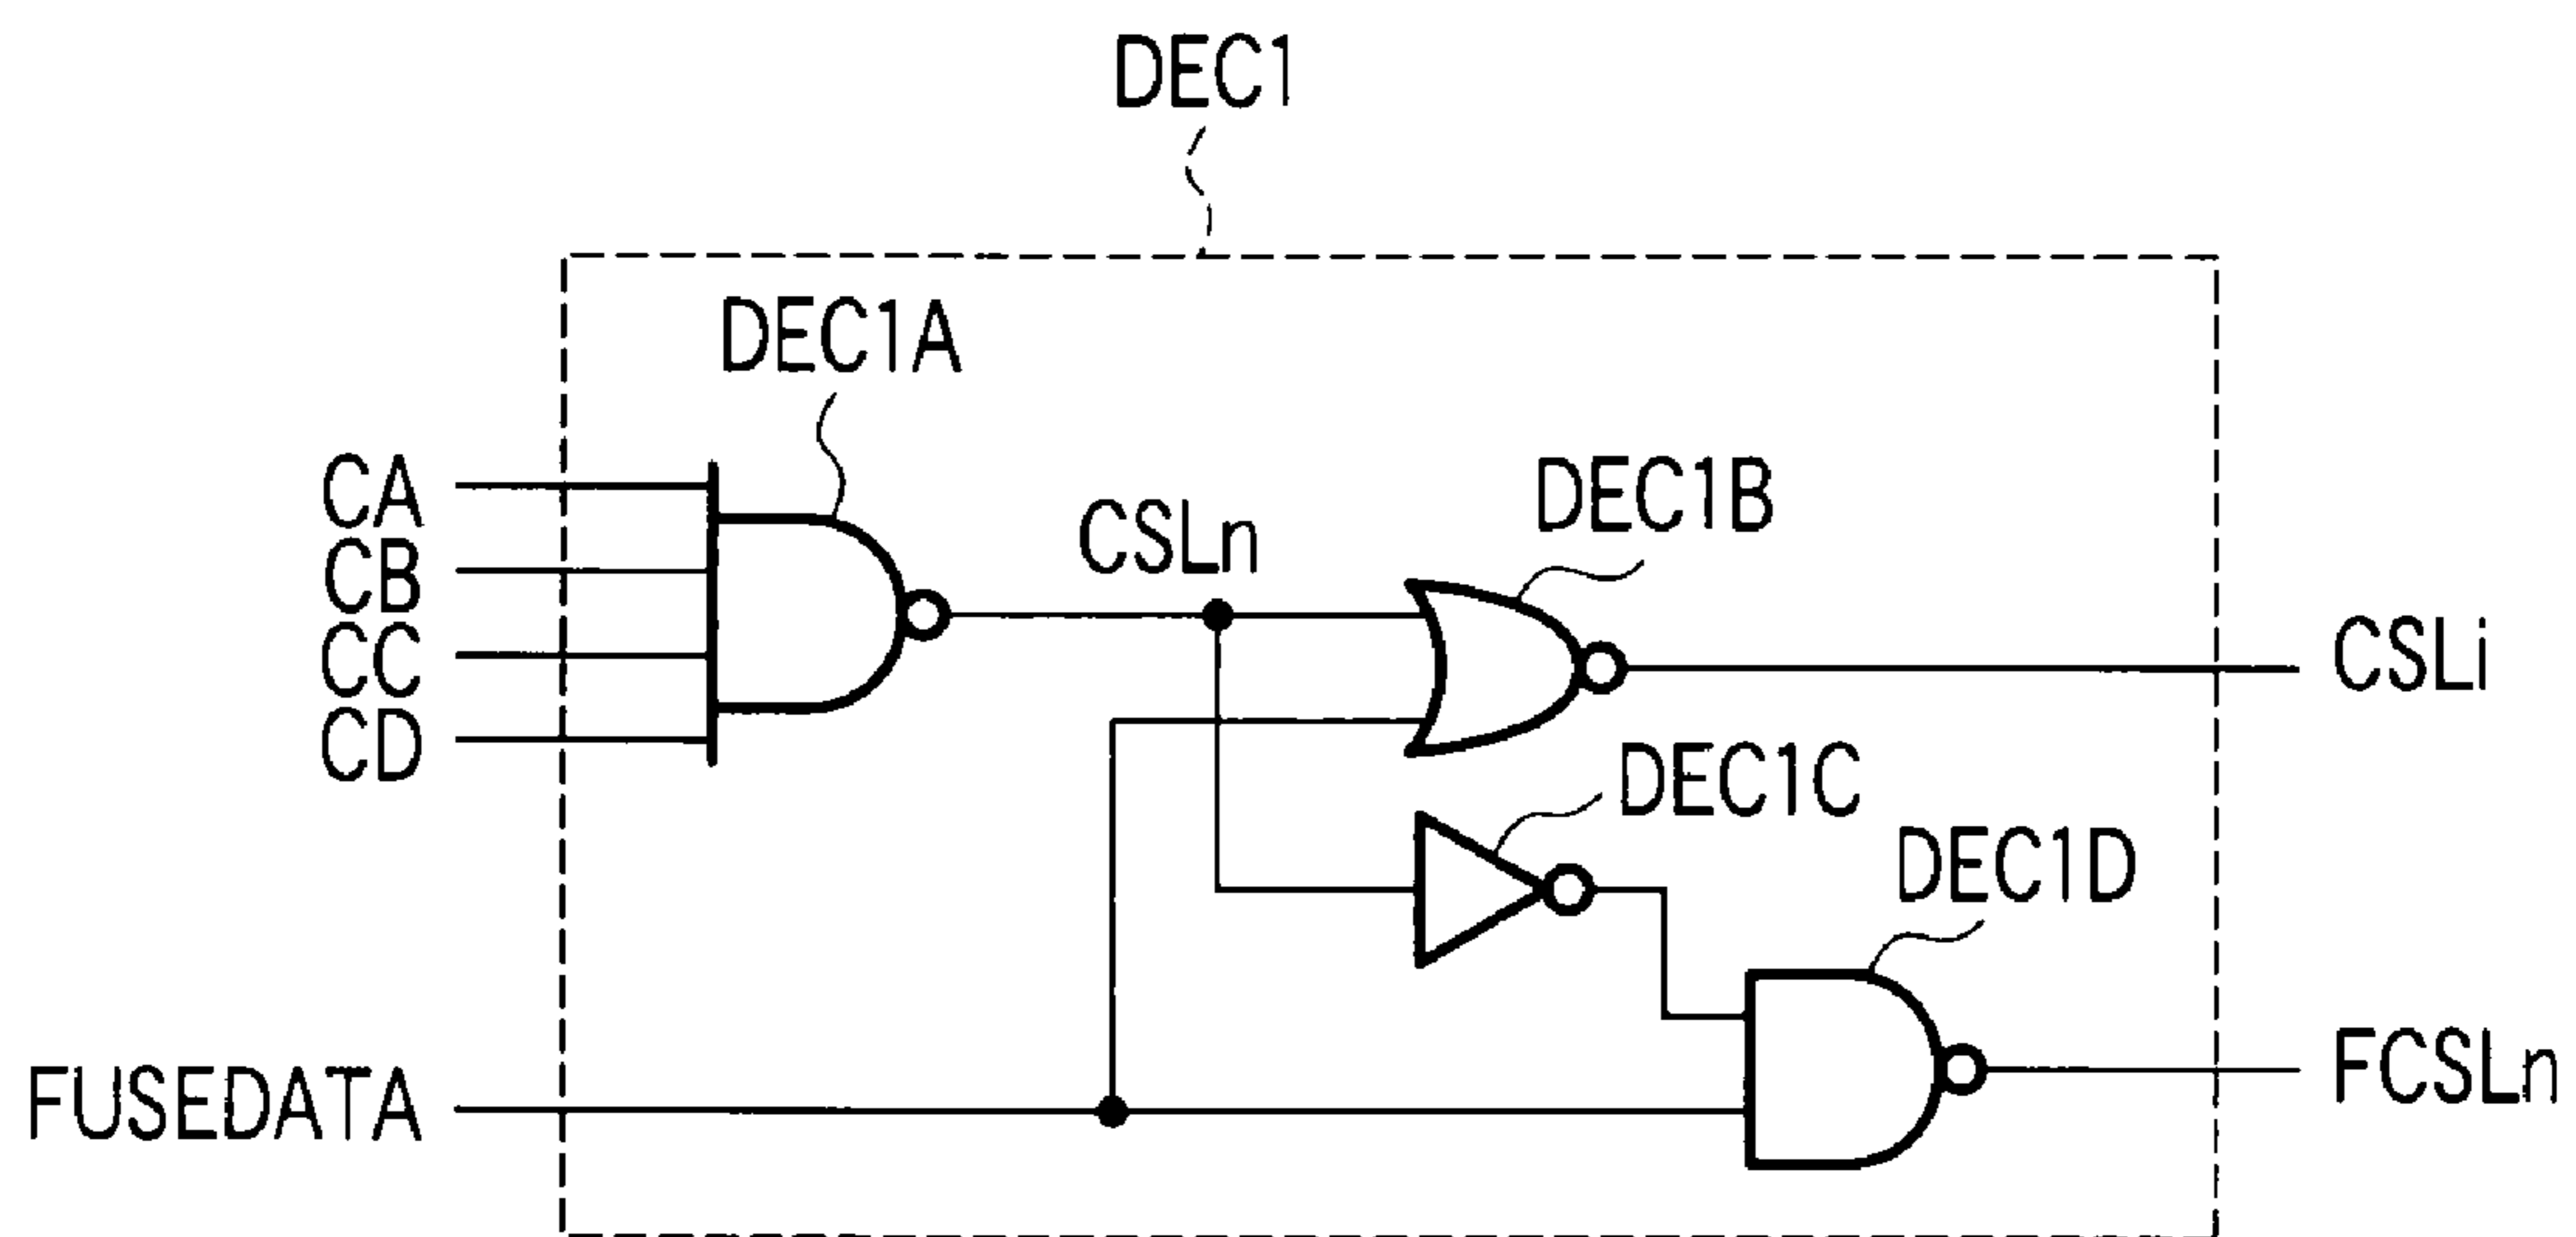 DEC1
DEC1A
CA
CB
CC
CD
CSLn
DEC1B
CSLi
DEC1C
DEC1D
FUSEDATA
FCSLn